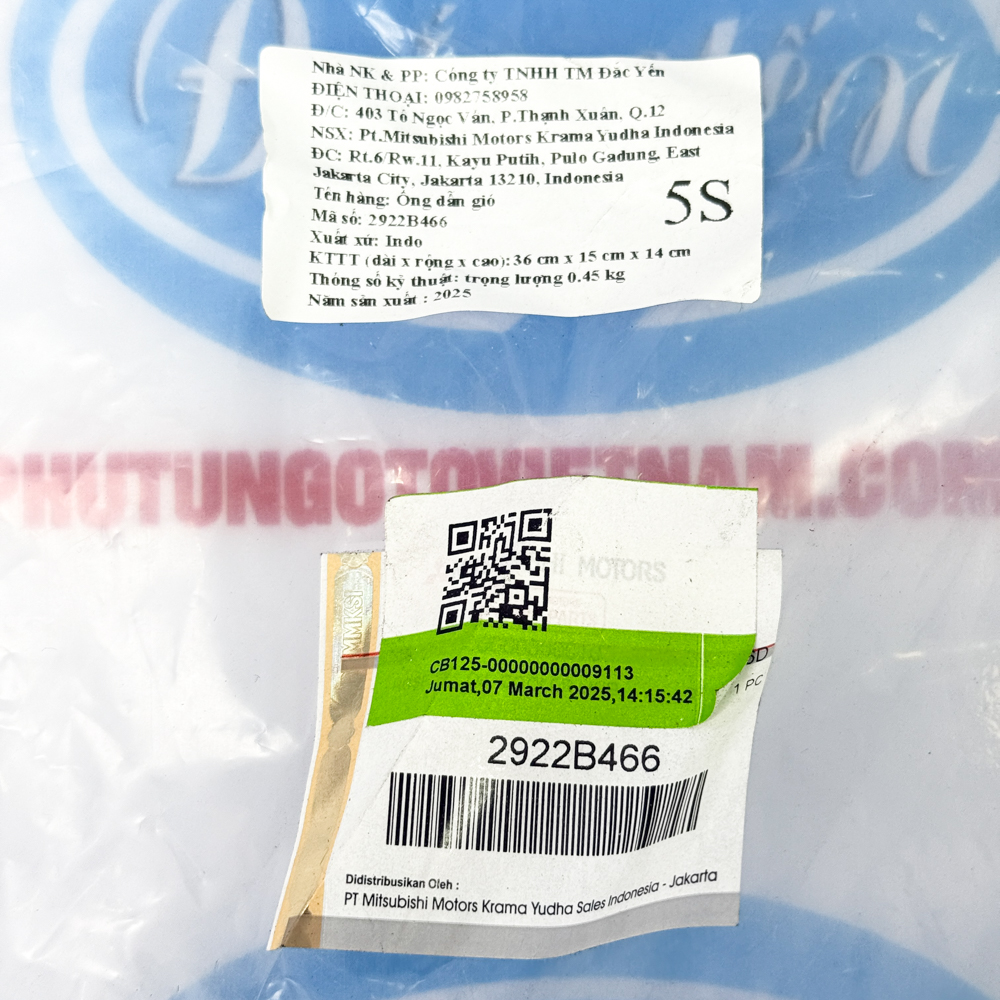 Nhà NK & PP: Công ty TNHH TM Đắc Yến
ĐIỆN THOẠI: 0982758958
Đ/C: 403 Tô Ngọc Vân, P.Thạnh Xuân, Q.12
NSX: Pt.Mitsubishi Motors Krama Yudha Indonesia
ĐC: Rt.6/Rw.11, Kayu Putih, Pulo Gadung, East
Jakarta City, Jakarta 13210, Indonesia
Tên hàng: Ống dẫn gió
5S
Mã số: 2922B466
Xuất xứ: Indo
KTTT (dài x rộng x cao): 36 cm x 15 cm x 14 cm
Thông số kỹ thuật: trọng lượng 0.45 kg
Năm sản xuất : 2025
PHUTUNGOTOVIETNAM.COM
MOTORS
MMKSI
CB125-00000000009113
Jumat,07 March 2025,14:15:42
1 PC
2922B466
Didistribusikan Oleh :
PT Mitsubishi Motors Krama Yudha Sales Indonesia - Jakarta